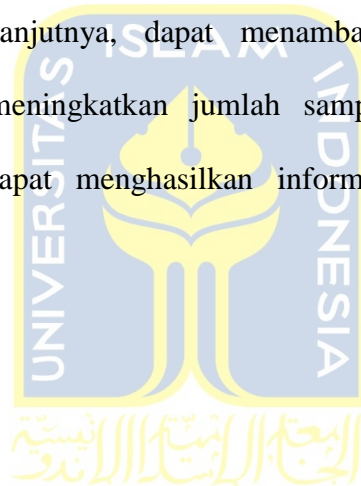 anjutnya, dapat menamba
meningkatkan jumlah samp
apat menghasilkan inform
UNIVERSITAS ISLAM INDONESIA